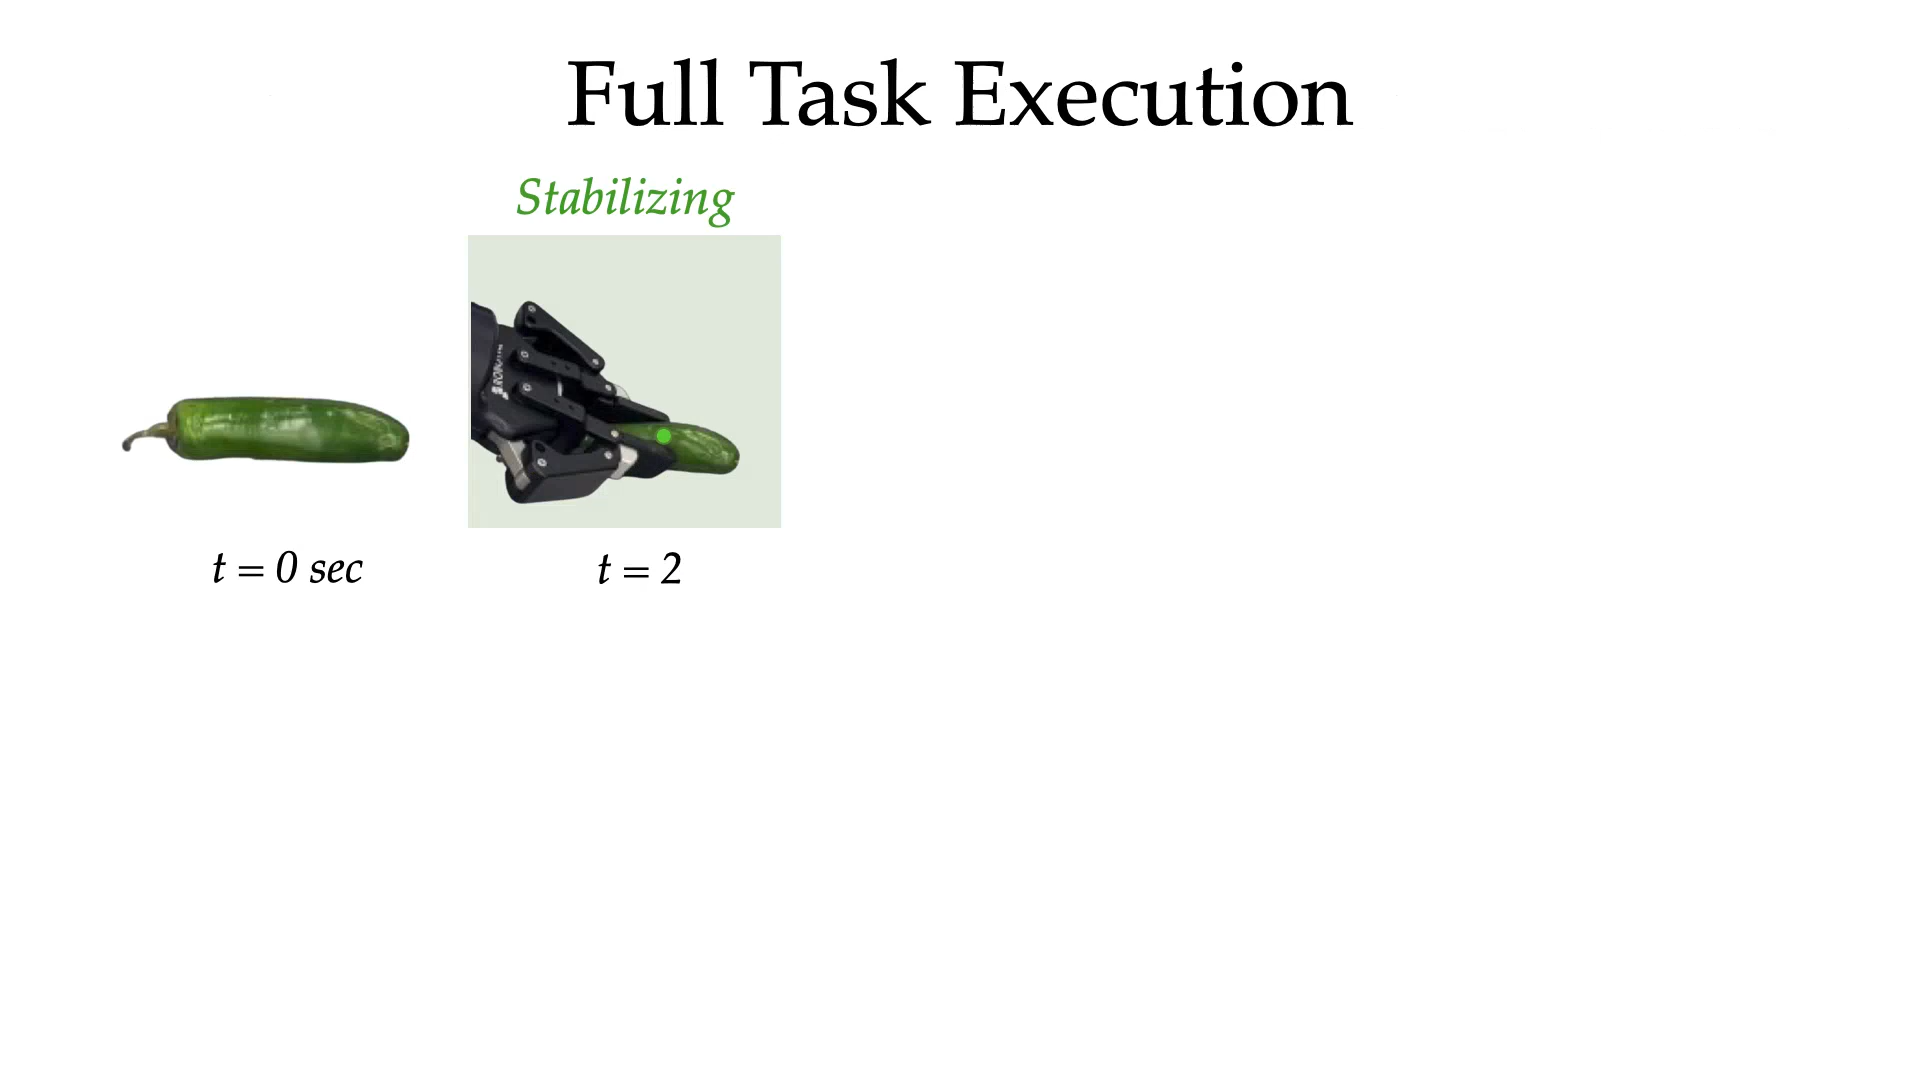 Full Task Execution
Stabilizing
t = 0 sec
t = 2